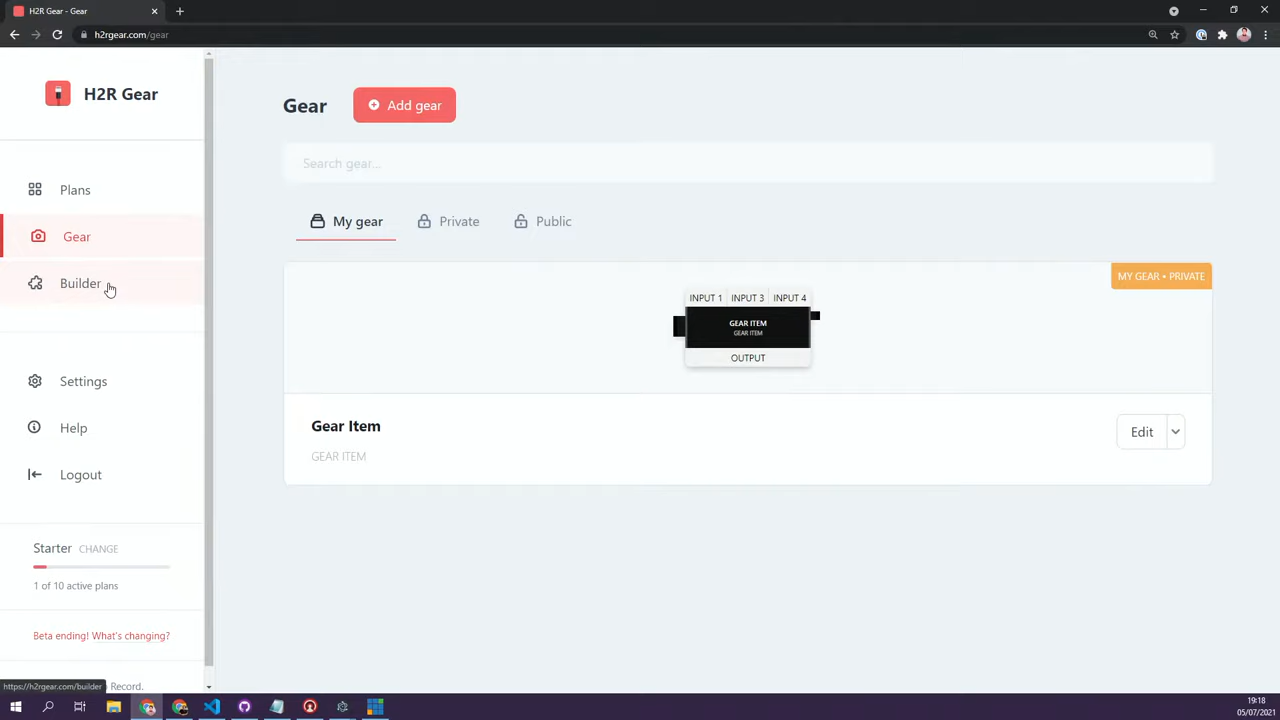 H2R Gear - Gear
h2rgear.com/gear
H2R Gear
Plans
Gear
Builder
Settings
Help
Logout
Starter CHANGE
1 of 10 active plans
Beta ending! What's changing?
Record.
https://h2rgear.com/builder
Gear
Add gear
Search gear...
My gear
Private
Public
MY GEAR • PRIVATE
INPUT 1 INPUT 3 INPUT 4
GEAR ITEM
GEAR ITEM
OUTPUT
Gear Item
GEAR ITEM
Edit
19:18
05/07/2021